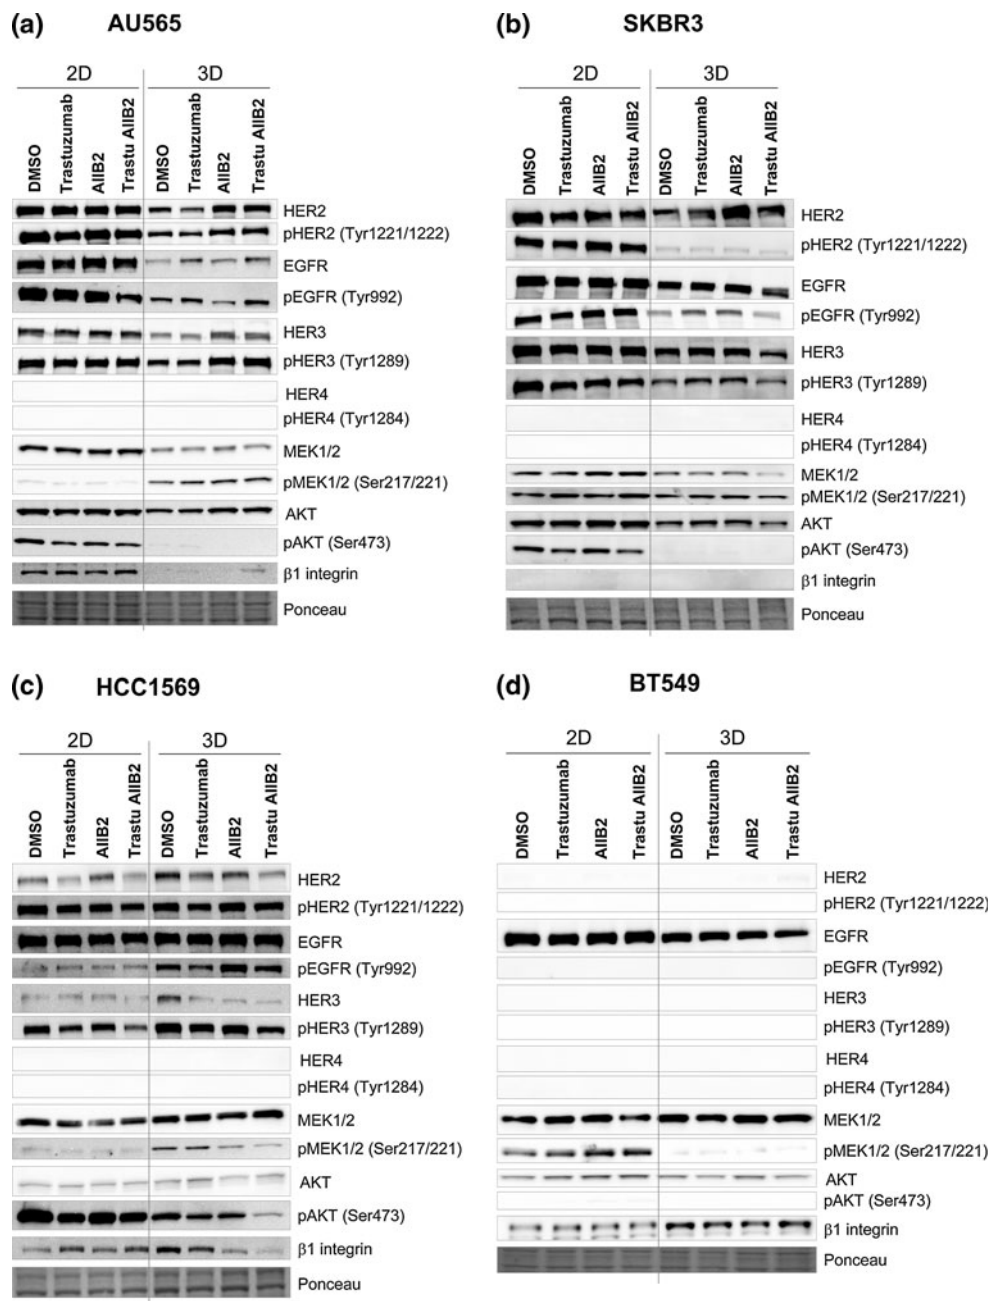 (a) AU565
2D 3D
DMSO Trastuzumab AIIB2 Trastu AIIB2 DMSO Trastuzumab AIIB2 Trastu AIIB2
HER2
pHER2 (Tyr1221/1222)
EGFR
pEGFR (Tyr992)
HER3
pHER3 (Tyr1289)
HER4
pHER4 (Tyr1284)
MEK1/2
pMEK1/2 (Ser217/221)
AKT
pAKT (Ser473)
β1 integrin
Ponceau
(b) SKBR3
2D 3D
DMSO Trastuzumab AIIB2 Trastu AIIB2 DMSO Trastuzumab AIIB2 Trastu AIIB2
HER2
pHER2 (Tyr1221/1222)
EGFR
pEGFR (Tyr992)
HER3
pHER3 (Tyr1289)
HER4
pHER4 (Tyr1284)
MEK1/2
pMEK1/2 (Ser217/221)
AKT
pAKT (Ser473)
β1 integrin
Ponceau
(c) HCC1569
2D 3D
DMSO Trastuzumab AIIB2 Trastu AIIB2 DMSO Trastuzumab AIIB2 Trastu AIIB2
HER2
pHER2 (Tyr1221/1222)
EGFR
pEGFR (Tyr992)
HER3
pHER3 (Tyr1289)
HER4
pHER4 (Tyr1284)
MEK1/2
pMEK1/2 (Ser217/221)
AKT
pAKT (Ser473)
β1 integrin
Ponceau
(d) BT549
2D 3D
DMSO Trastuzumab AIIB2 Trastu AIIB2 DMSO Trastuzumab AIIB2 Trastu AIIB2
HER2
pHER2 (Tyr1221/1222)
EGFR
pEGFR (Tyr992)
HER3
pHER3 (Tyr1289)
HER4
pHER4 (Tyr1284)
MEK1/2
pMEK1/2 (Ser217/221)
AKT
pAKT (Ser473)
β1 integrin
Ponceau